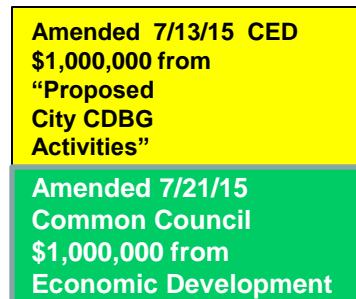 Amended 7/13/15 CED
$1,000,000 from
“Proposed
City CDBG
Activities”
Amended 7/21/15
Common Council
$1,000,000 from
Economic Development